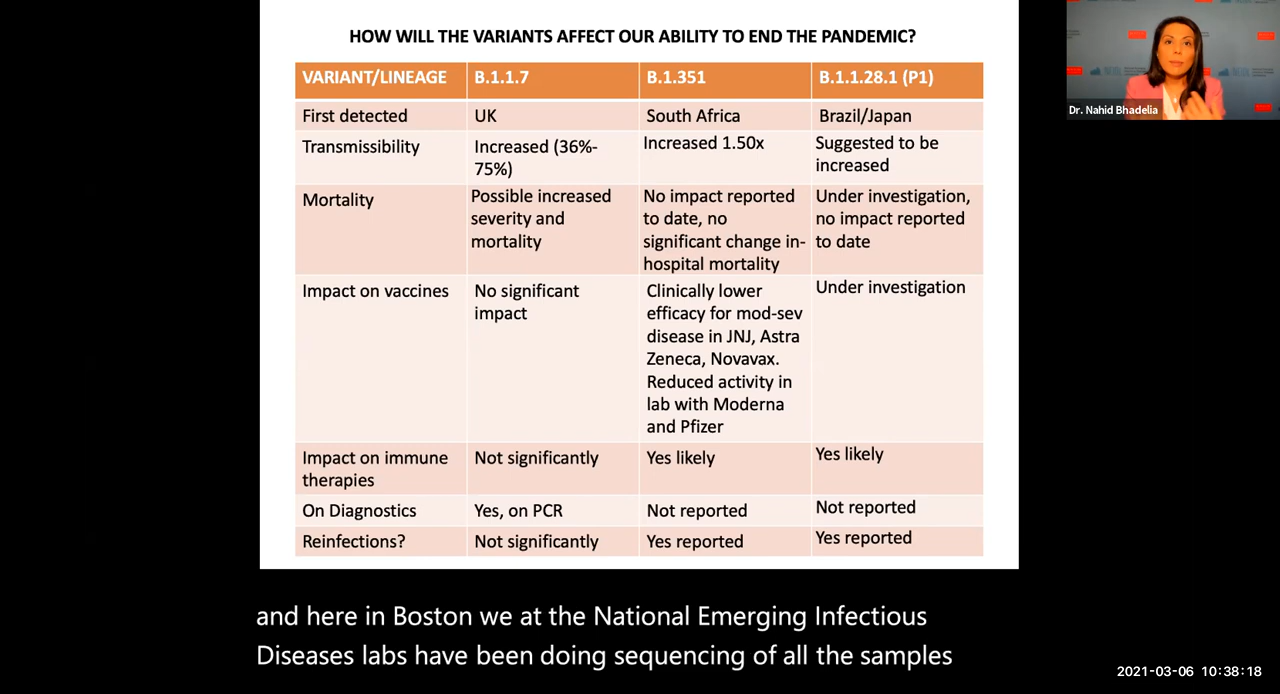 HOW WILL THE VARIANTS AFFECT OUR ABILITY TO END THE PANDEMIC?
VARIANT/LINEAGE B.1.1.7 B.1.351 B.1.1.28.1 (P1)
First detected UK South Africa Brazil/Japan
Transmissibility
Increased (36%-
75%)
Increased 1.50x
Suggested to be
increased
Mortality
Possible increased
severity and
mortality
No impact reported
to date, no
significant change in-
hospital mortality
Under investigation,
no impact reported
to date
Impact on vaccines
No significant
impact
Clinically lower
efficacy for mod-sev
disease in JNJ, Astra
Zeneca, Novavax.
Reduced activity in
lab with Moderna
and Pfizer
Under investigation
Impact on immune
therapies
Not significantly
Yes likely
Yes likely
On Diagnostics Yes, on PCR Not reported Not reported
Reinfections? Not significantly Yes reported Yes reported
Dr. Nahid Bhadelia
and here in Boston we at the National Emerging Infectious
Diseases labs have been doing sequencing of all the samples
2021-03-06 10:38:18